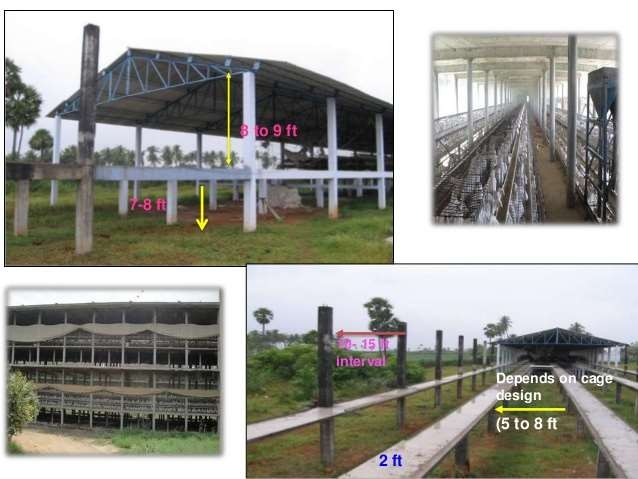 8 to 9 ft
7-8 ft
10- 15 ft
interval
Depends on cage
design
(5 to 8 ft
2 ft